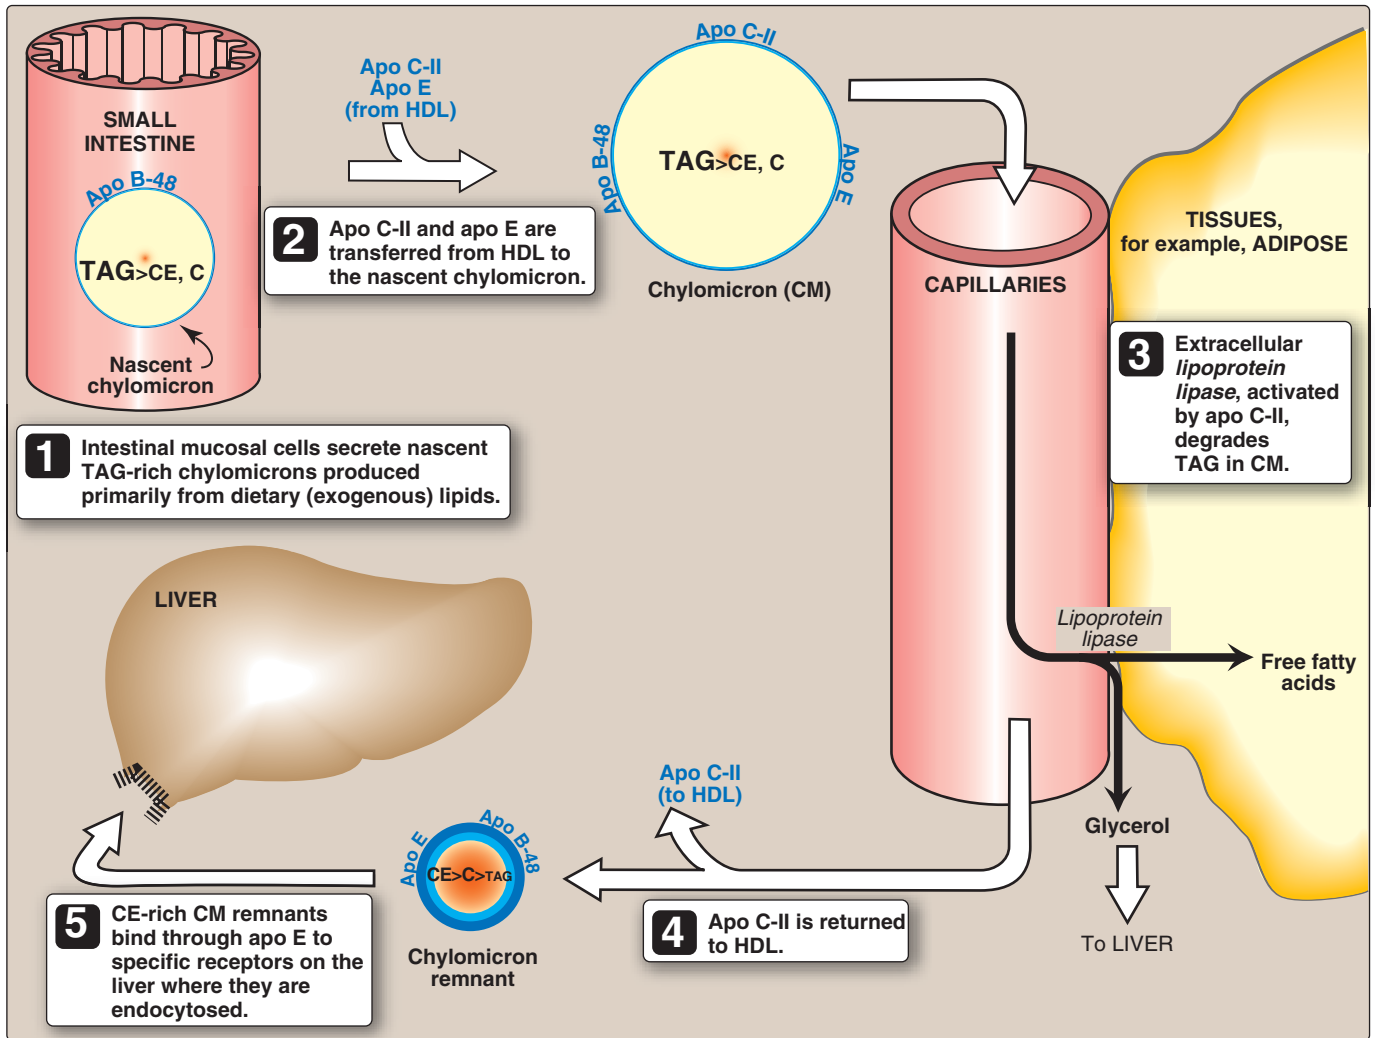 SMALL
INTESTINE
Apo B-48
TAG>CE, C
Nascent
chylomicron
1
Intestinal mucosal cells secrete nascent
TAG-rich chylomicrons produced
primarily from dietary (exogenous) lipids.
Apo C-II
Apo E
(from HDL)
2
Apo C-II and apo E are
transferred from HDL to
the nascent chylomicron.
Apo C-II
Apo B-48
TAG>CE, C
Apo E
Chylomicron (CM)
CAPILLARIES
TISSUES,
for example, ADIPOSE
3
Extracellular
lipoprotein
lipase, activated
by apo C-II,
degrades
TAG in CM.
Lipoprotein
lipase
Free fatty
acids
Glycerol
To LIVER
4
Apo C-II is returned
to HDL.
Apo C-II
(to HDL)
Apo E
Apo B-48
CE>C>TAG
Chylomicron
remnant
LIVER
5
CE-rich CM remnants
bind through apo E to
specific receptors on the
liver where they are
endocytosed.